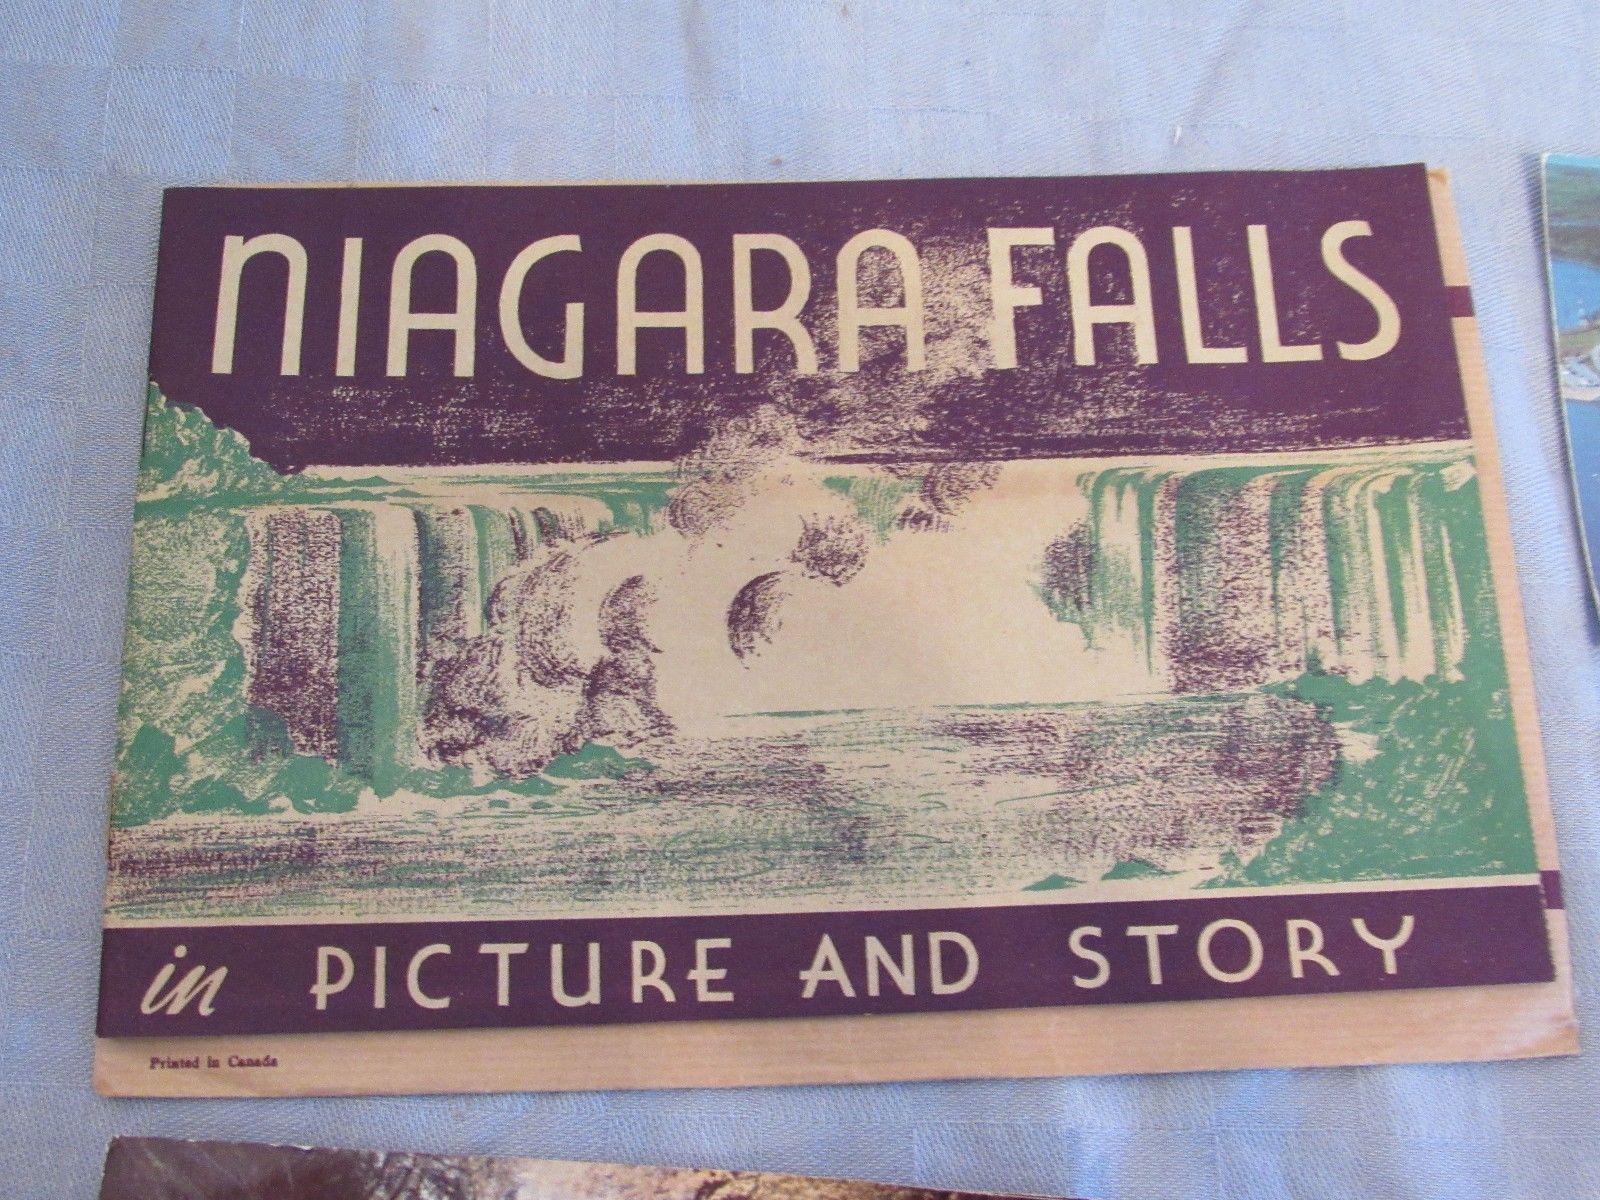 NIAGARA FALLS
in PICTURE AND STORY
Printed in Canada